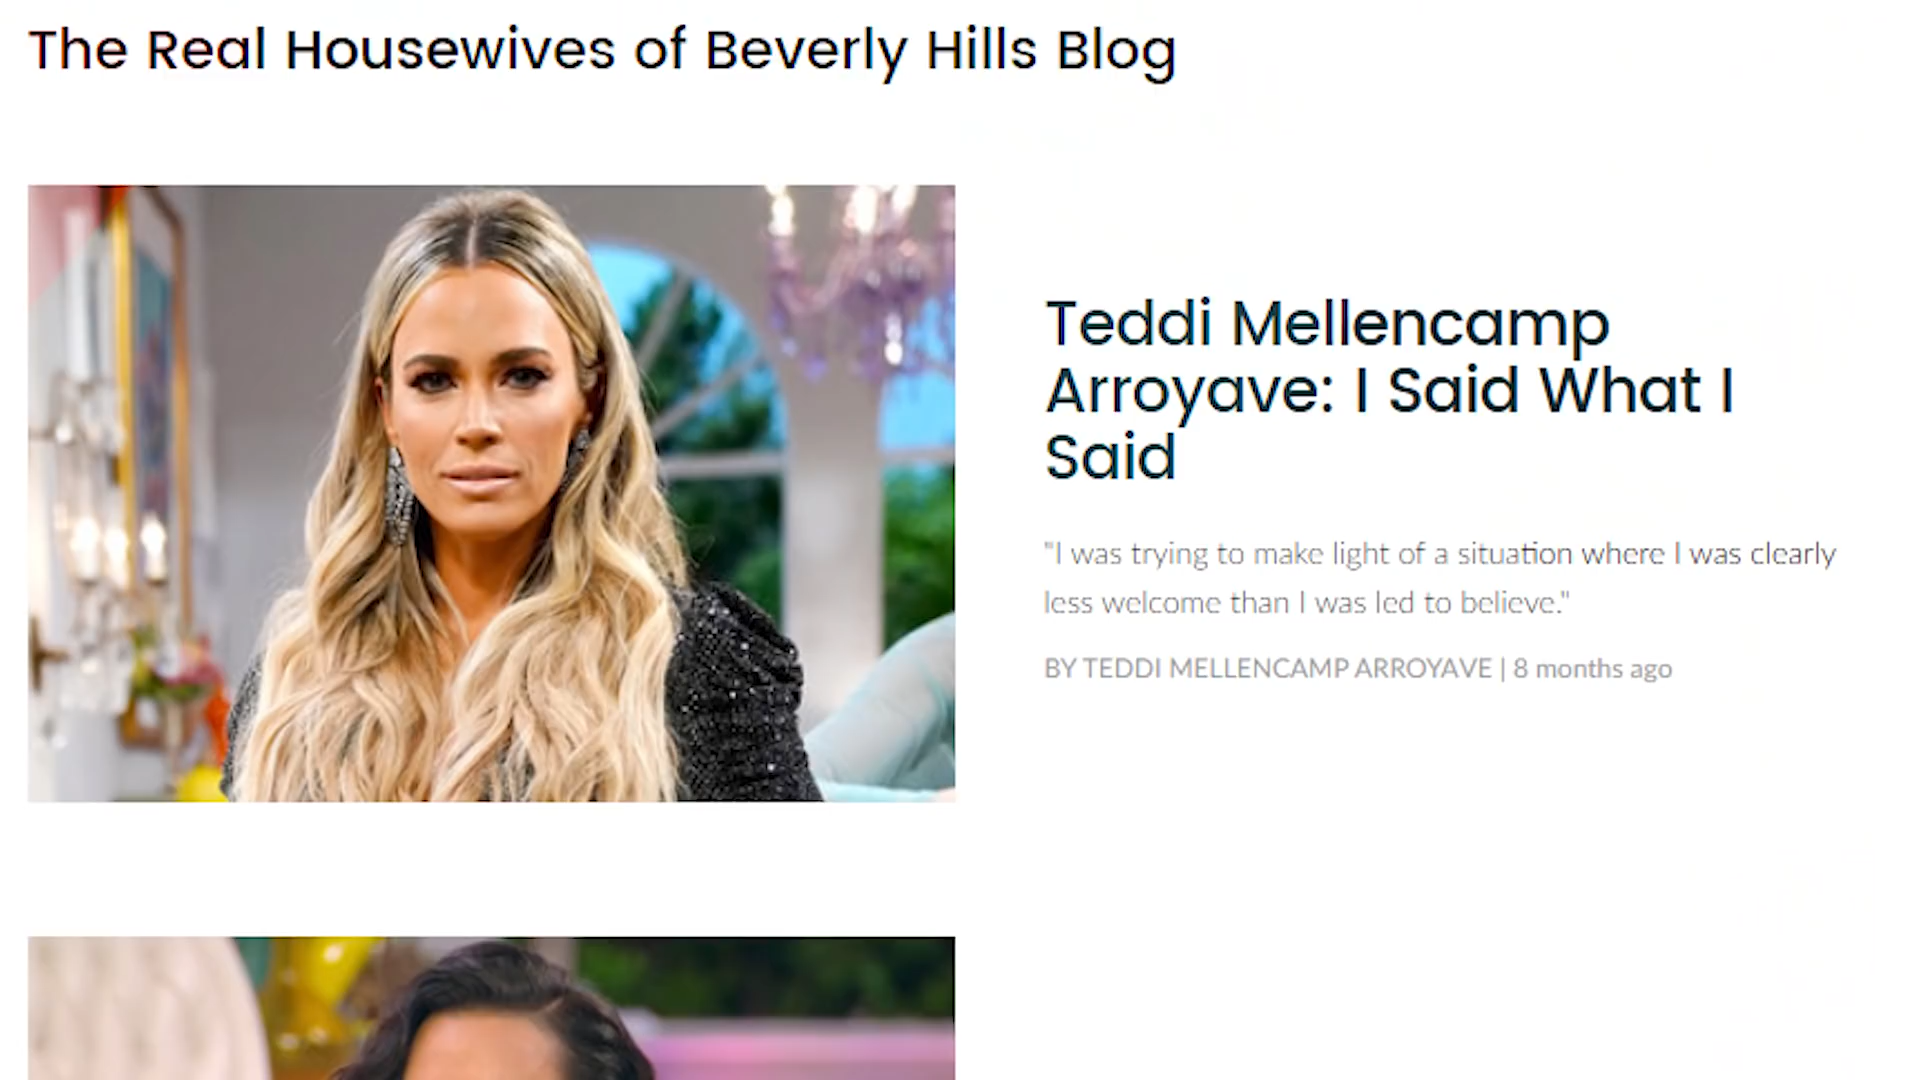 The Real Housewives of Beverly Hills Blog
Teddi Mellencamp
Arroyave: I Said What I
Said
"I was trying to make light of a situation where I was clearly
less welcome than I was led to believe."
BY TEDDI MELLENCAMP ARROYAVE | 8 months ago